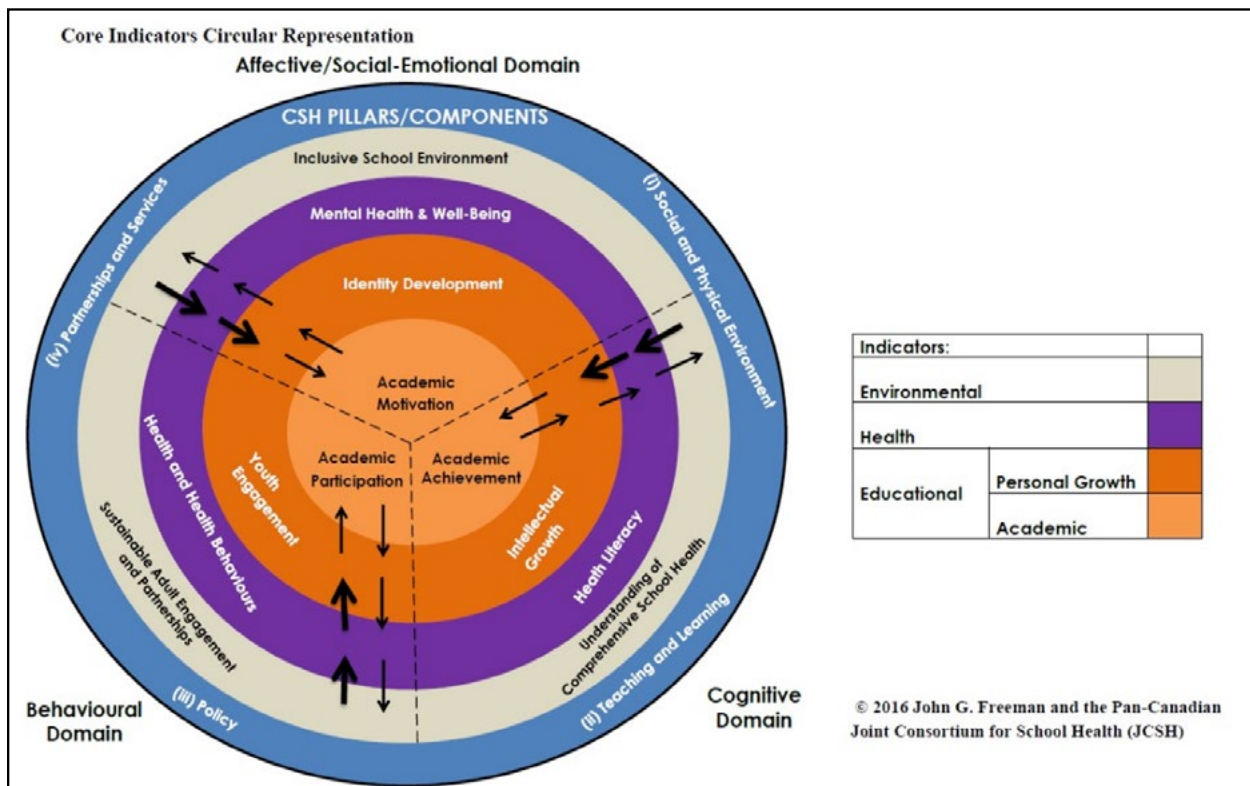 Core Indicators Circular Representation
Affective/Social-Emotional Domain
CSH PILLARS/COMPONENTS
Inclusive School Environment
(i) Social and Physical Environment
(iv) Partnerships and Services
Mental Health & Well-Being
Identity Development
Academic
Motivation
Academic
Participation
Academic
Achievement
Youth
Engagement
Intellectual
Growth
Health and Health Behaviours
Health Literacy
Sustainable Adult Engagement
and Partnerships
Understanding of
Comprehensive School Health
(iii) Policy
(ii) Teaching and Learning
Behavioural
Domain
Cognitive
Domain
Indicators:
Environmental
Health
Educational
Personal Growth
Academic
© 2016 John G. Freeman and the Pan-Canadian
Joint Consortium for School Health (JCSH)